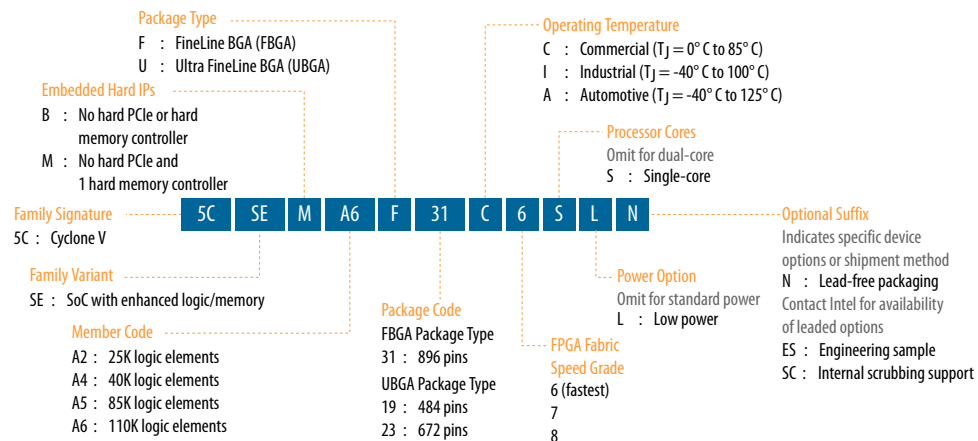 Package Type
F : FineLine BGA (FBGA)
U : Ultra FineLine BGA (UBGA)
Embedded Hard IPs
B : No hard PCIe or hard
memory controller
M : No hard PCIe and
1 hard memory controller
Operating Temperature
C : Commercial (TJ = 0° C to 85° C)
I : Industrial (TJ = -40° C to 100° C)
A : Automotive (TJ = -40° C to 125° C)
Processor Cores
Omit for dual-core
S : Single-core
5C SE M A6 F 31 C 6 S L N
Family Signature
5C : Cyclone V
Family Variant
SE : SoC with enhanced logic/memory
Member Code
A2 : 25K logic elements
A4 : 40K logic elements
A5 : 85K logic elements
A6 : 110K logic elements
Package Code
FBGA Package Type
31 : 896 pins
UBGA Package Type
19 : 484 pins
23 : 672 pins
FPGA Fabric
Speed Grade
6 (fastest)
7
8
Power Option
Omit for standard power
L : Low power
Optional Suffix
Indicates specific device
options or shipment method
N : Lead-free packaging
Contact Intel for availability
of leaded options
ES : Engineering sample
SC : Internal scrubbing support